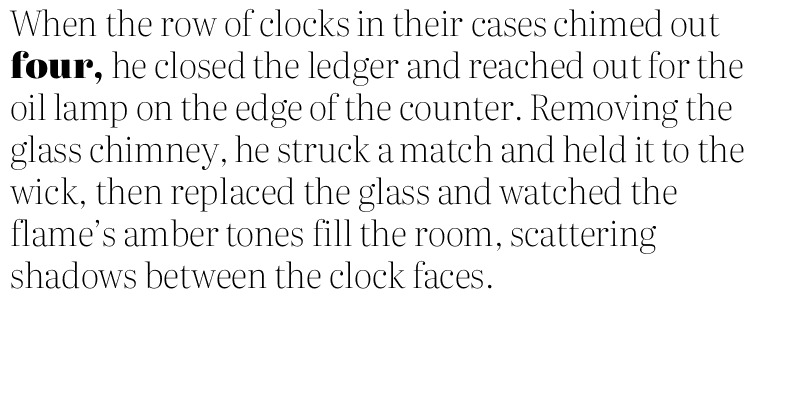 When the row of clocks in their cases chimed out
four, he closed the ledger and reached out for the
oil lamp on the edge of the counter. Removing the
glass chimney, he struck a match and held it to the
wick, then replaced the glass and watched the
flame’s amber tones fill the room, scattering
shadows between the clock faces.